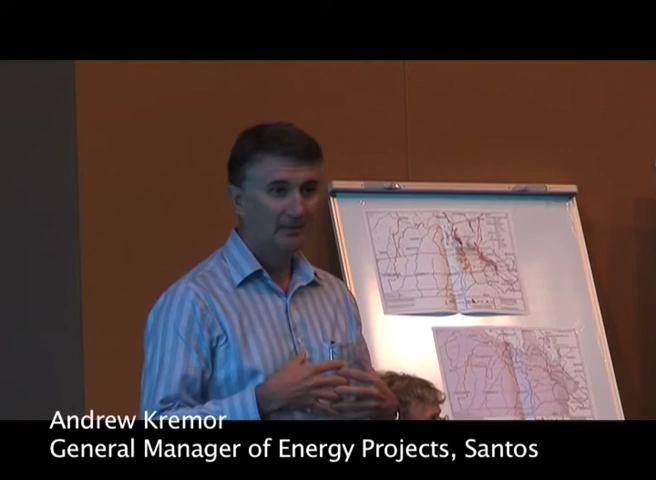 Andrew Kremor
General Manager of Energy Projects, Santos